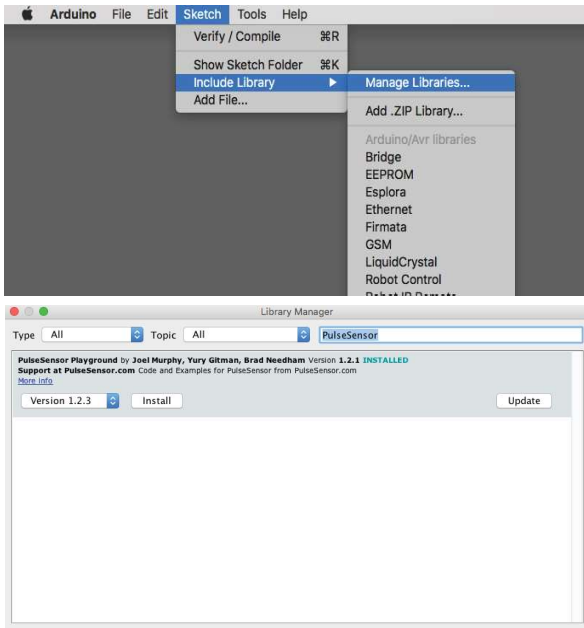 Arduino File Edit Sketch Tools Help
Verify / Compile ⌘R
Show Sketch Folder ⌘K
Include Library ▶
Add File...
Manage Libraries...
Add .ZIP Library...
Arduino/Avr libraries
Bridge
EEPROM
Esplora
Ethernet
Firmata
GSM
LiquidCrystal
Robot Control
Library Manager
Type All Topic All PulseSensor
PulseSensor Playground by Joel Murphy, Yury Gitman, Brad Needham Version 1.2.1 INSTALLED
Support at PulseSensor.com Code and Examples for PulseSensor from PulseSensor.com
More info
Version 1.2.3 Install Update